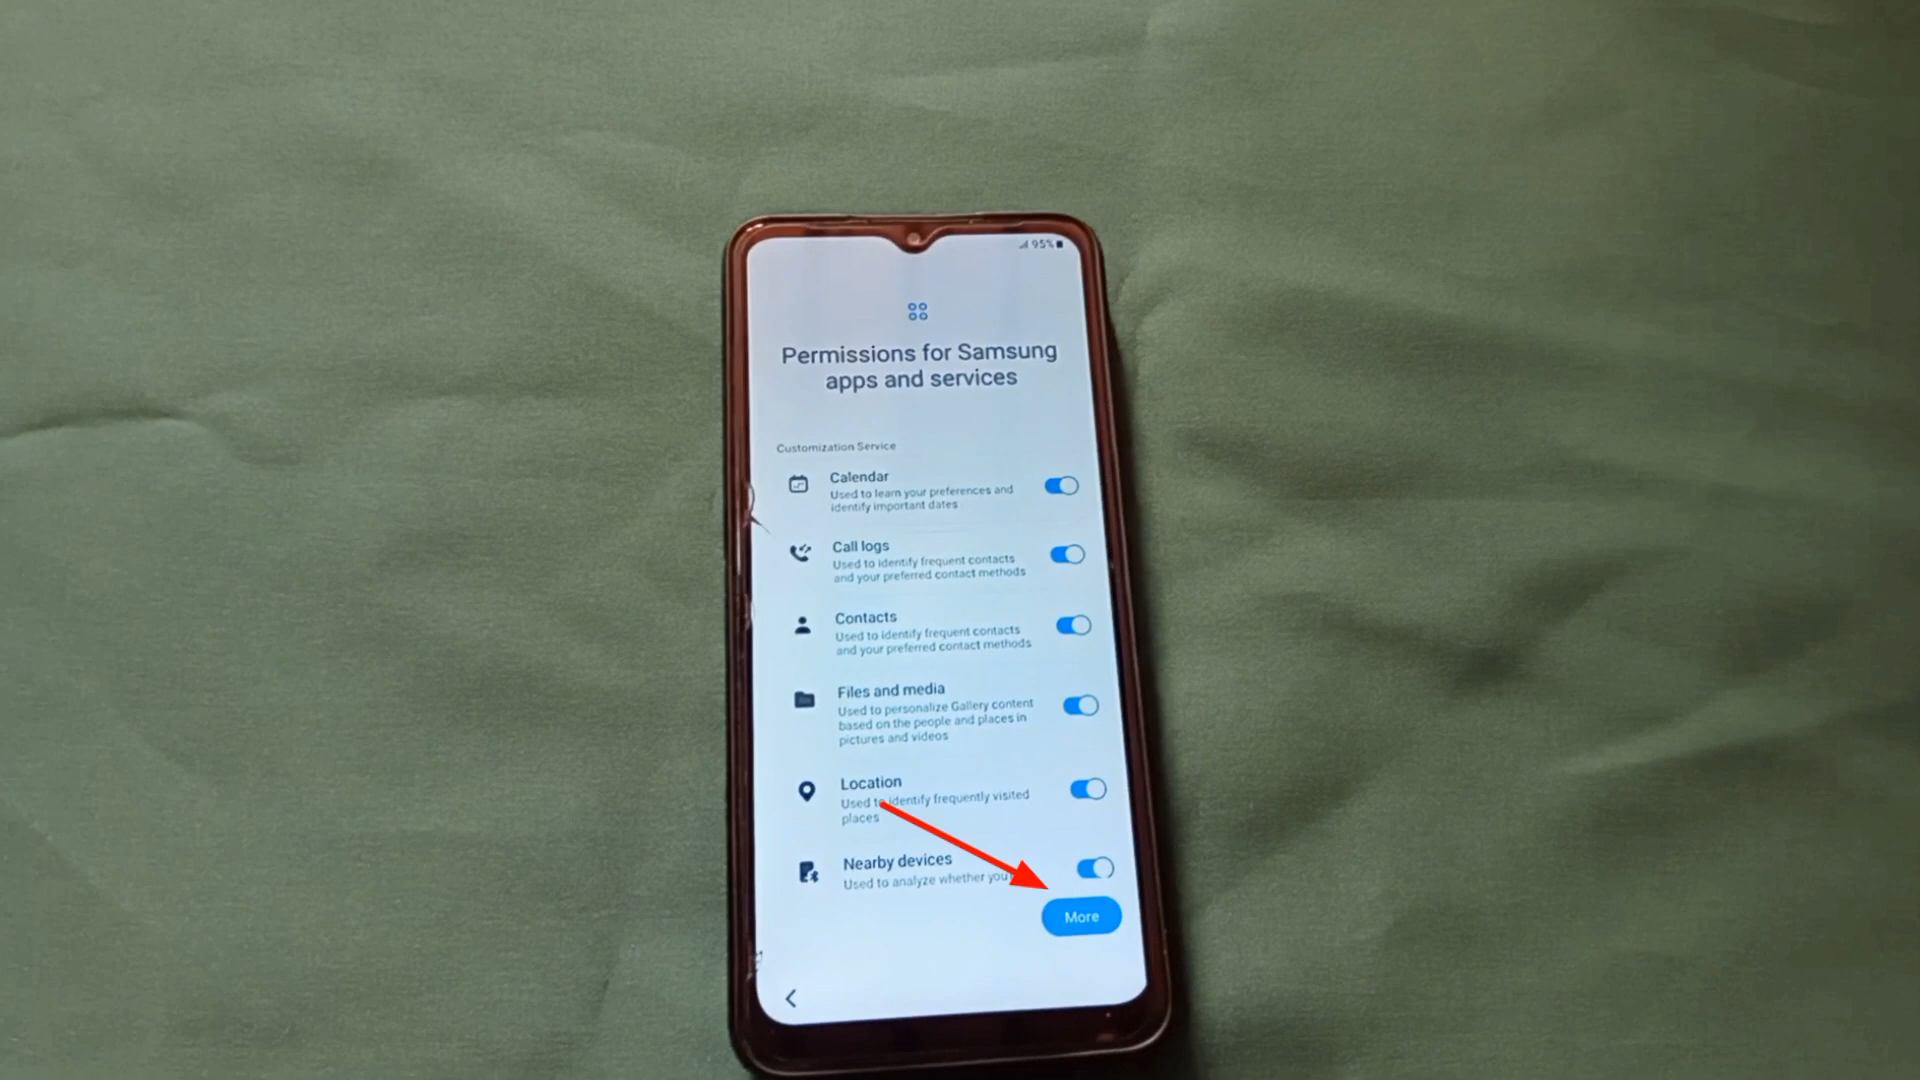 95%
Permissions for Samsung
apps and services
Customization Service
Calendar
Used to learn your preferences and
identify important dates
Call logs
Used to identify frequent contacts
and your preferred contact methods
Contacts
Used to identify frequent contacts
and your preferred contact methods
Files and media
Used to personalize Gallery content
based on the people and places in
pictures and videos
Location
Used to identify frequently visited
places
Nearby devices
Used to analyze whether you
More